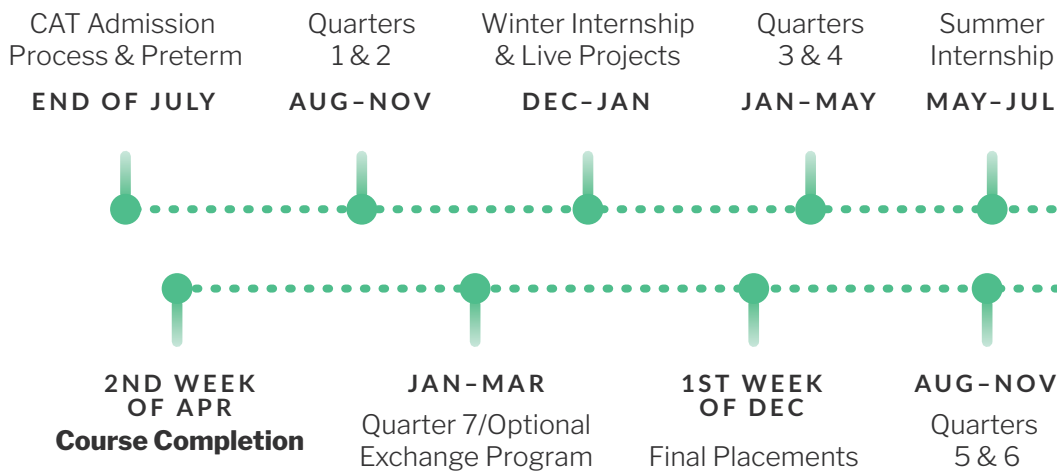 CAT Admission
Process & Preterm
END OF JULY
Quarters
1 & 2
AUG–NOV
Winter Internship
& Live Projects
DEC–JAN
Quarters
3 & 4
JAN–MAY
Summer
Internship
MAY–JUL
2ND WEEK
OF APR
Course Completion
JAN–MAR
Quarter 7/Optional
Exchange Program
1ST WEEK
OF DEC
Final Placements
AUG–NOV
Quarters
5 & 6